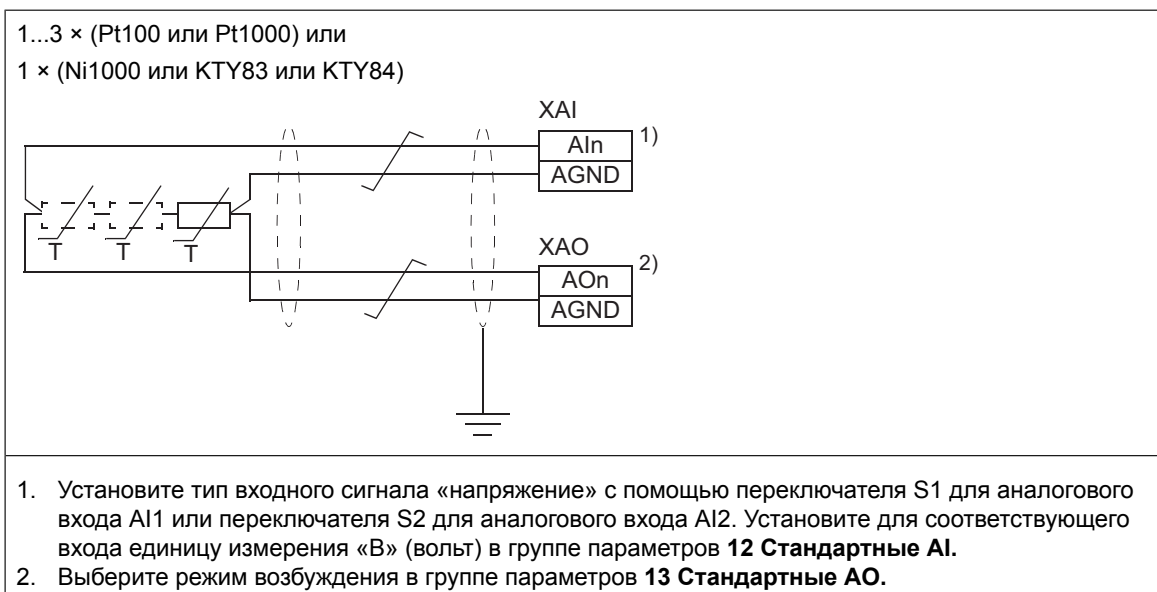 1...3 × (Pt100 или Pt1000) или
1 × (Ni1000 или KTY83 или KTY84)
XAI
AIn 1)
AGND
T T T
XAO
AOn 2)
AGND
1. Установите тип входного сигнала «напряжение» с помощью переключателя S1 для аналогового
входа AI1 или переключателя S2 для аналогового входа AI2. Установите для соответствующего
входа единицу измерения «В» (вольт) в группе параметров 12 Стандартные AI.
2. Выберите режим возбуждения в группе параметров 13 Стандартные AO.